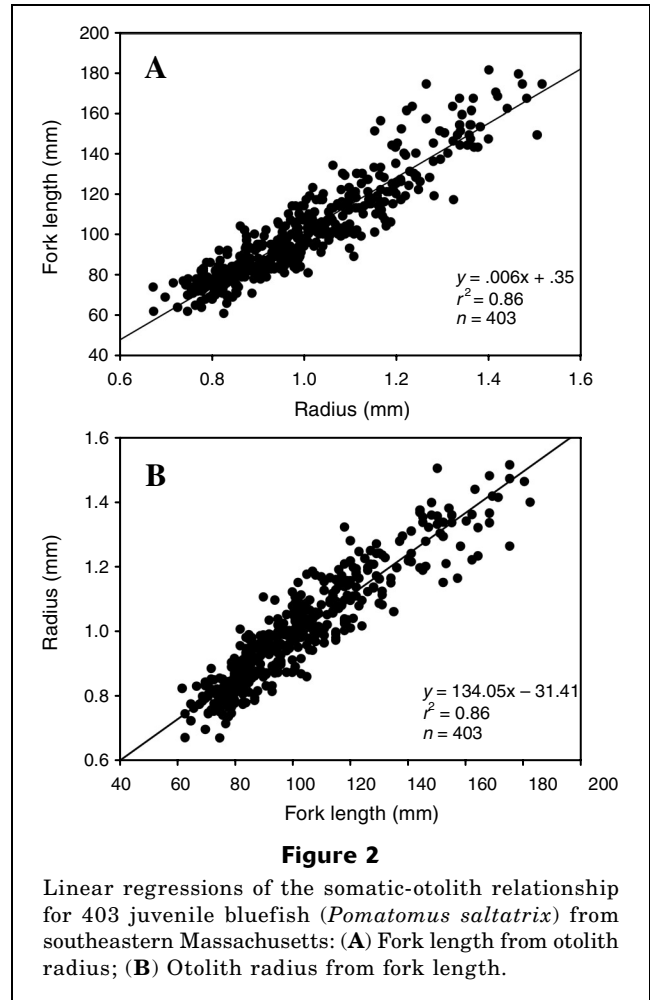 200
180
160
140
120
100
80
60
40
A
Fork length (mm)
y = .006x + .35
r² = 0.86
n = 403
0.6 0.8 1.0 1.2 1.4 1.6
Radius (mm)
1.6
1.4
1.2
1.0
0.8
0.6
B
Radius (mm)
y = 134.05x – 31.41
r² = 0.86
n = 403
40 60 80 100 120 140 160 180 200
Fork length (mm)
Figure 2
Linear regressions of the somatic-otolith relationship
for 403 juvenile bluefish (Pomatomus saltatrix) from
southeastern Massachusetts: (A) Fork length from otolith
radius; (B) Otolith radius from fork length.